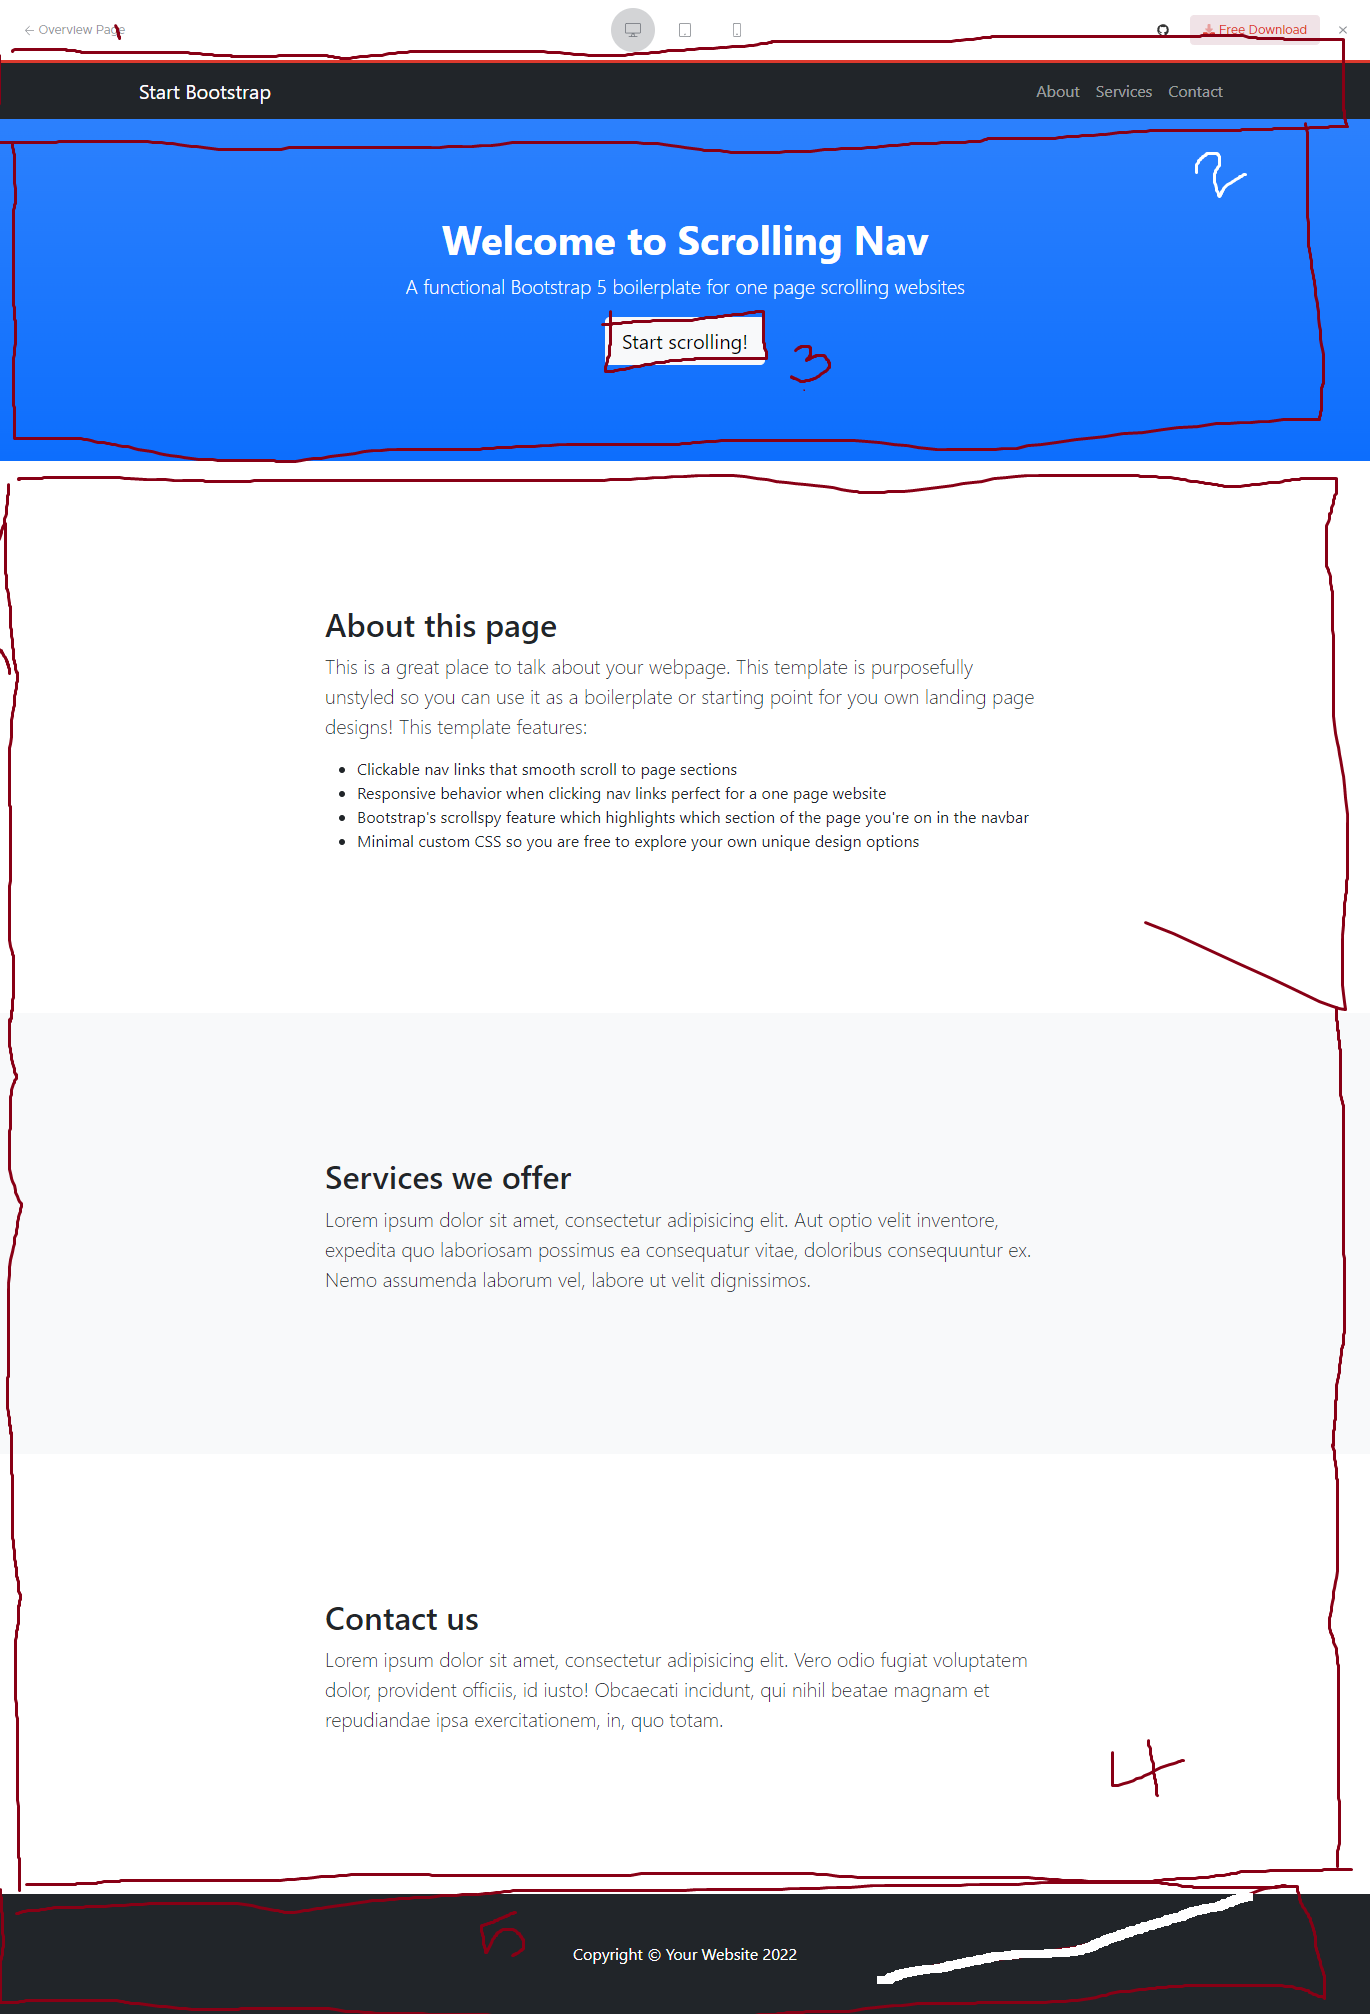 Overview Page
Free Download
Start Bootstrap
About Services Contact
2
Welcome to Scrolling Nav
A functional Bootstrap 5 boilerplate for one page scrolling websites
Start scrolling!
3
About this page
This is a great place to talk about your webpage. This template is purposefully
unstyled so you can use it as a boilerplate or starting point for you own landing page
designs! This template features:
Clickable nav links that smooth scroll to page sections
Responsive behavior when clicking nav links perfect for a one page website
Bootstrap's scrollspy feature which highlights which section of the page you're on in the navbar
Minimal custom CSS so you are free to explore your own unique design options
Services we offer
Lorem ipsum dolor sit amet, consectetur adipisicing elit. Aut optio velit inventore,
expedita quo laboriosam possimus ea consequatur vitae, doloribus consequuntur ex.
Nemo assumenda laborum vel, labore ut velit dignissimos.
Contact us
Lorem ipsum dolor sit amet, consectetur adipisicing elit. Vero odio fugiat voluptatem
dolor, provident officiis, id iusto! Obcaecati incidunt, qui nihil beatae magnam et
repudiandae ipsa exercitationem, in, quo totam.
4
5
Copyright © Your Website 2022